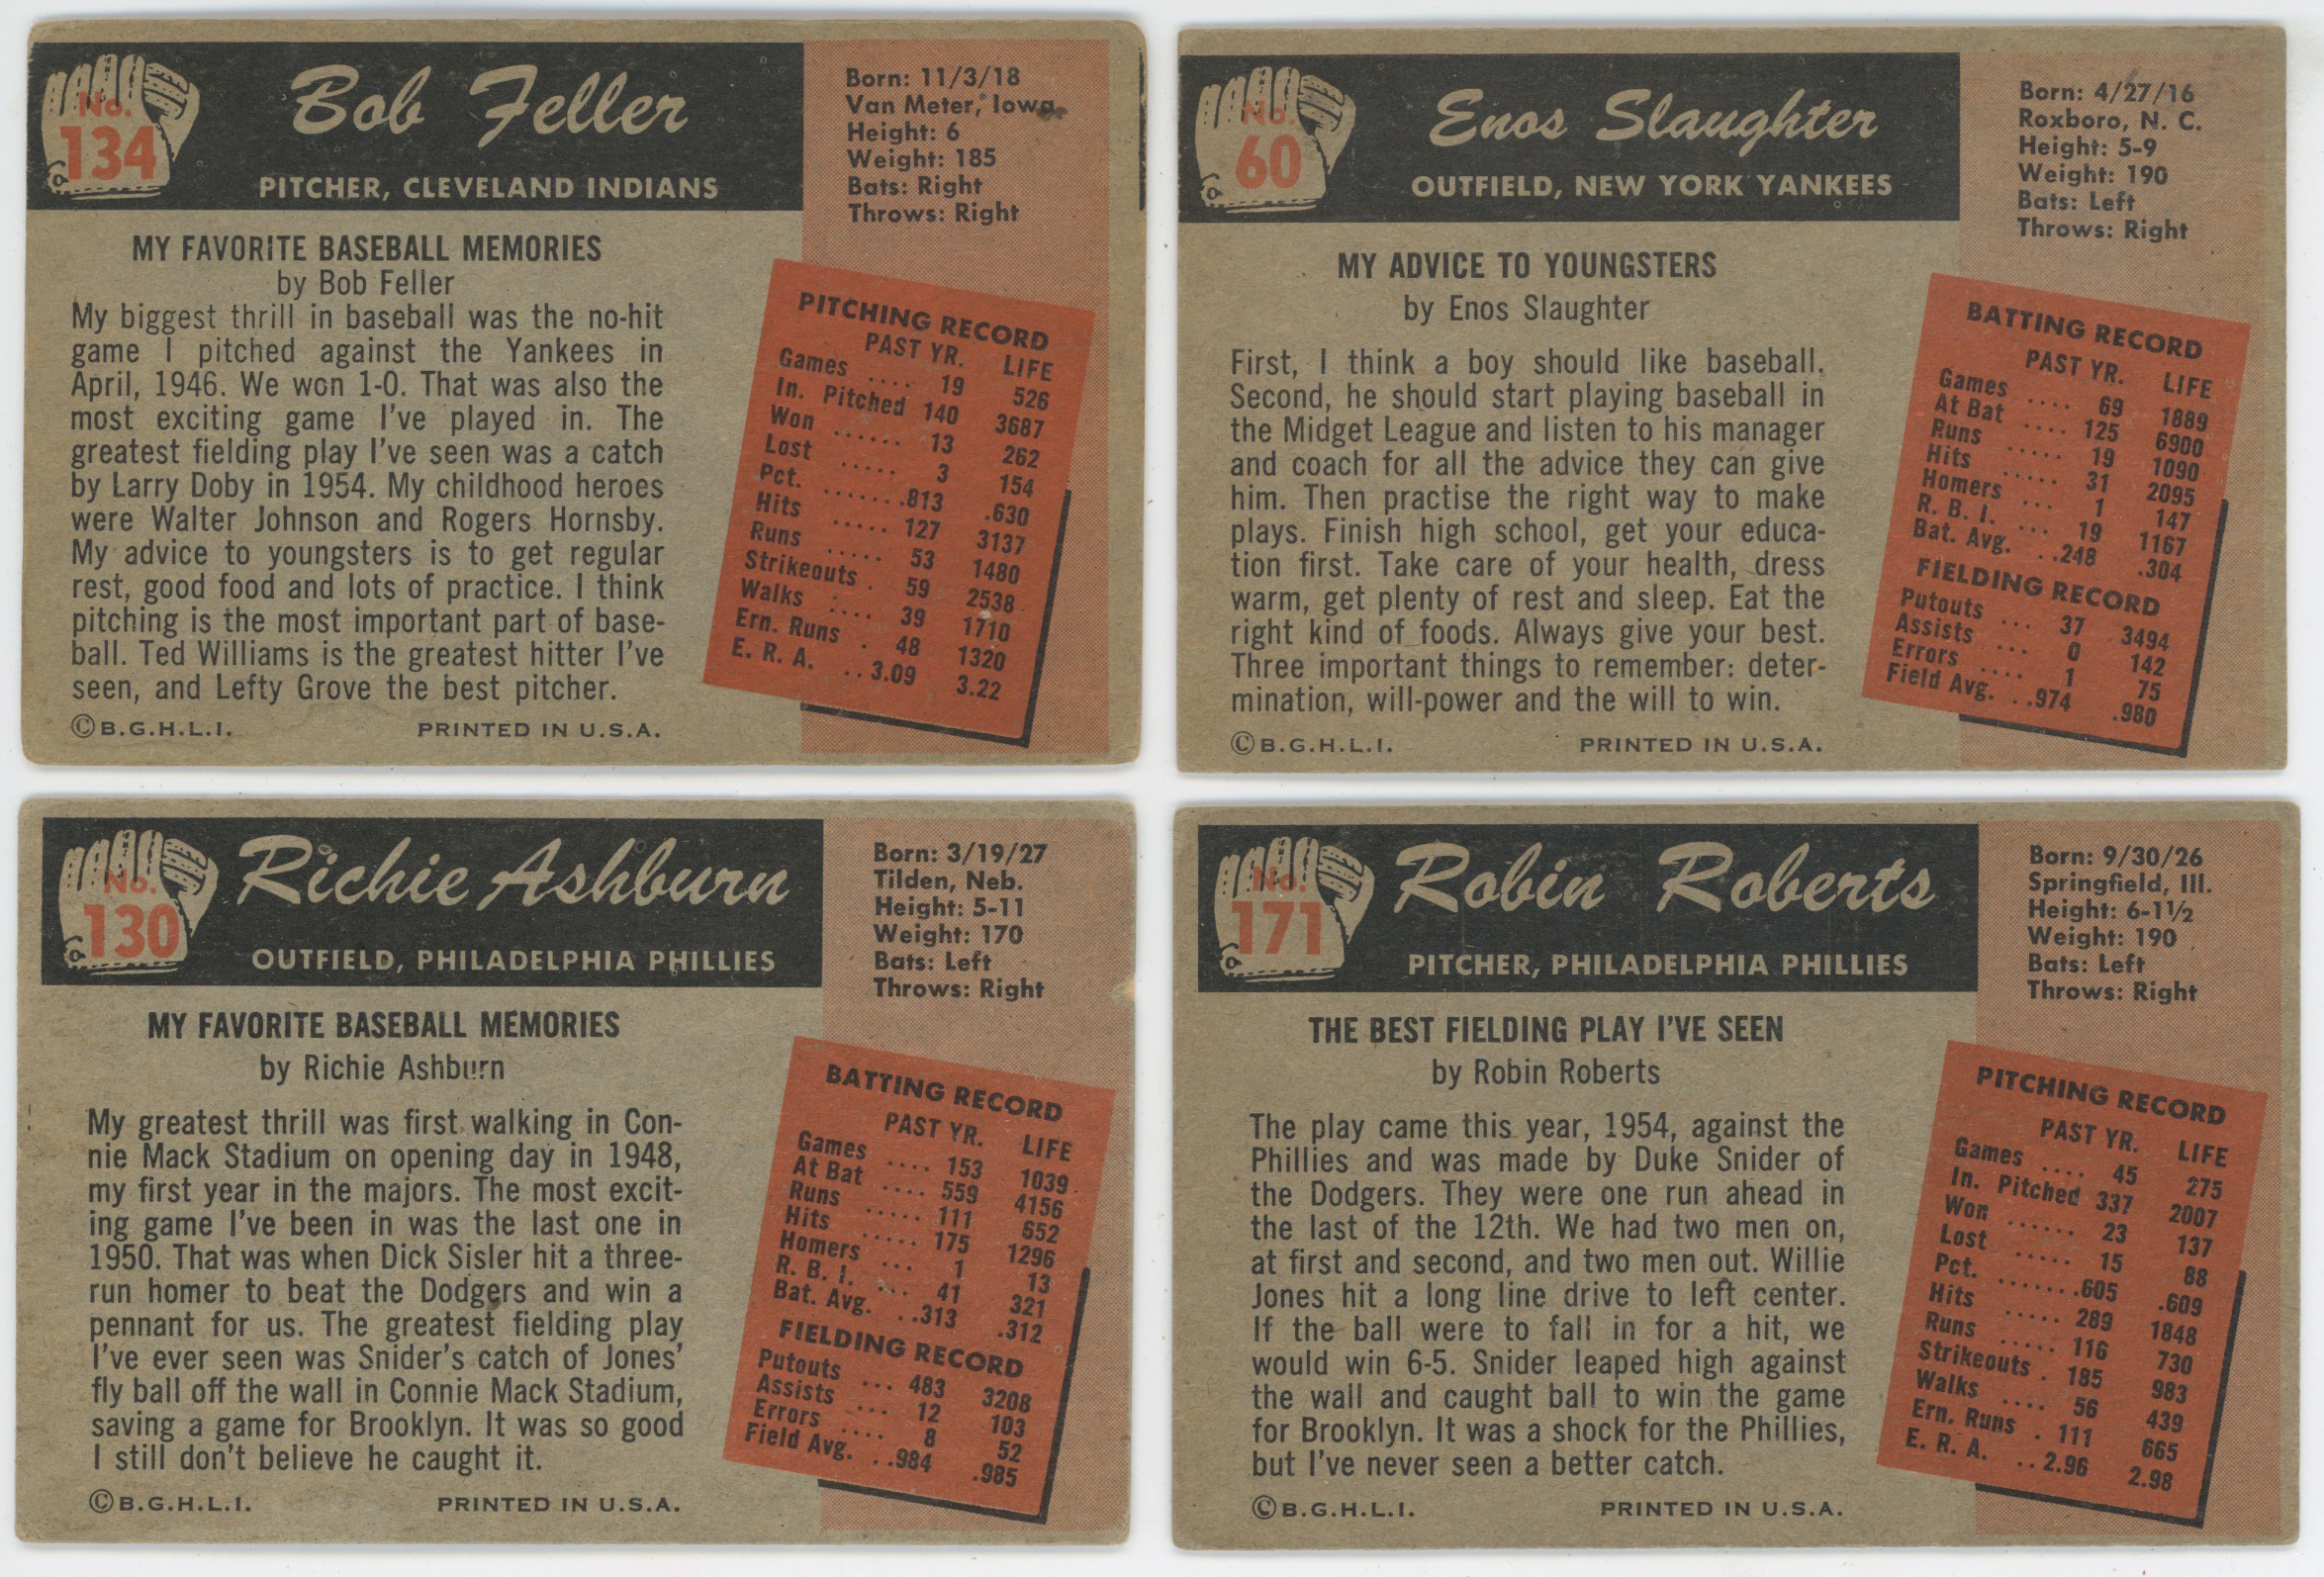 No.
134
Bob Feller
PITCHER, CLEVELAND INDIANS
Born: 11/3/18
Van Meter, Iowa
Height: 6
Weight: 185
Bats: Right
Throws: Right
MY FAVORITE BASEBALL MEMORIES
by Bob Feller
My biggest thrill in baseball was the no-hit
game I pitched against the Yankees in
April, 1946. We won 1-0. That was also the
most exciting game I've played in. The
greatest fielding play I've seen was a catch
by Larry Doby in 1954. My childhood heroes
were Walter Johnson and Rogers Hornsby.
My advice to youngsters is to get regular
rest, good food and lots of practice. I think
pitching is the most important part of base-
ball. Ted Williams is the greatest hitter I've
seen, and Lefty Grove the best pitcher.
©B.G.H.L.I. PRINTED IN U.S.A.
PITCHING RECORD
PAST YR. LIFE
Games .... 19 526
In. Pitched 140 3687
Won ...... 13 262
Lost ..... 3 154
Pct. .......813 .630
Hits ..... 127 3137
Runs ..... 53 1480
Strikeouts . 59 2538
Walks .... 39 1710
Ern. Runs . 48 1320
E. R. A. ..3.09 3.22
No.
60
Enos Slaughter
OUTFIELD, NEW YORK YANKEES
Born: 4/27/16
Roxboro, N. C.
Height: 5-9
Weight: 190
Bats: Left
Throws: Right
MY ADVICE TO YOUNGSTERS
by Enos Slaughter
First, I think a boy should like baseball.
Second, he should start playing baseball in
the Midget League and listen to his manager
and coach for all the advice they can give
him. Then practise the right way to make
plays. Finish high school, get your educa-
tion first. Take care of your health, dress
warm, get plenty of rest and sleep. Eat the
right kind of foods. Always give your best.
Three important things to remember: deter-
mination, will-power and the will to win.
©B.G.H.L.I. PRINTED IN U.S.A.
BATTING RECORD
PAST YR. LIFE
Games .... 69 1889
At Bat .... 125 6900
Runs ..... 19 1090
Hits ..... 31 2095
Homers ... 1 147
R. B. I. ... 19 1167
Bat. Avg. ..248 .304
FIELDING RECORD
Putouts ... 37 3494
Assists ... 0 142
Errors .... 1 75
Field Avg. ..974 .980
No.
130
Richie Ashburn
OUTFIELD, PHILADELPHIA PHILLIES
Born: 3/19/27
Tilden, Neb.
Height: 5-11
Weight: 170
Bats: Left
Throws: Right
MY FAVORITE BASEBALL MEMORIES
by Richie Ashburn
My greatest thrill was first walking in Con-
nie Mack Stadium on opening day in 1948,
my first year in the majors. The most excit-
ing game I've been in was the last one in
1950. That was when Dick Sisler hit a three-
run homer to beat the Dodgers and win a
pennant for us. The greatest fielding play
I've ever seen was Snider's catch of Jones'
fly ball off the wall in Connie Mack Stadium,
saving a game for Brooklyn. It was so good
I still don't believe he caught it.
©B.G.H.L.I. PRINTED IN U.S.A.
BATTING RECORD
PAST YR. LIFE
Games .... 153 1039
At Bat .... 559 4156
Runs ..... 111 652
Hits ..... 175 1296
Homers ... 1 13
R. B. I. ... 41 321
Bat. Avg. ..313 .312
FIELDING RECORD
Putouts ... 483 3208
Assists ... 12 103
Errors .... 8 52
Field Avg. ..984 .985
No.
171
Robin Roberts
PITCHER, PHILADELPHIA PHILLIES
Born: 9/30/26
Springfield, Ill.
Height: 6-1½
Weight: 190
Bats: Left
Throws: Right
THE BEST FIELDING PLAY I'VE SEEN
by Robin Roberts
The play came this year, 1954, against the
Phillies and was made by Duke Snider of
the Dodgers. They were one run ahead in
the last of the 12th. We had two men on,
at first and second, and two men out. Willie
Jones hit a long line drive to left center.
If the ball were to fall in for a hit, we
would win 6-5. Snider leaped high against
the wall and caught ball to win the game
for Brooklyn. It was a shock for the Phillies,
but I've never seen a better catch.
©B.G.H.L.I. PRINTED IN U.S.A.
PITCHING RECORD
PAST YR. LIFE
Games .... 45 275
In. Pitched 337 2007
Won ...... 23 137
Lost ..... 15 88
Pct. .......605 .609
Hits ..... 289 1848
Runs ..... 116 730
Strikeouts . 185 983
Walks .... 56 439
Ern. Runs . 111 665
E. R. A. ..2.96 2.98